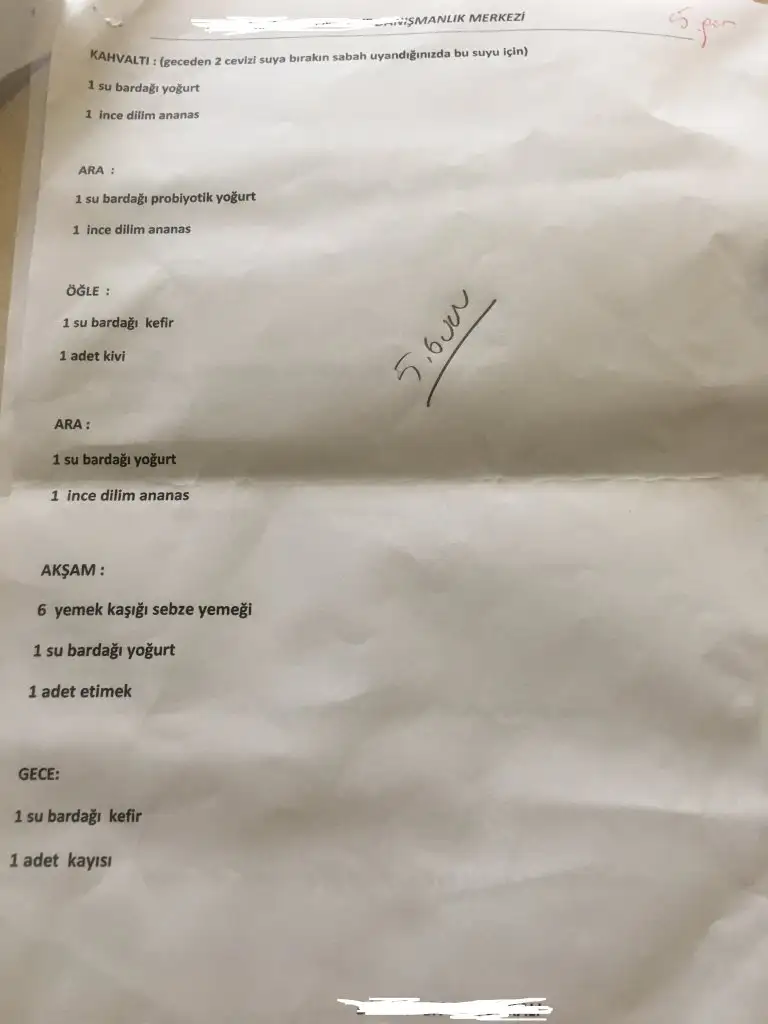 MERKEZİ
5. per
KAHVALTI : (geceden 2 cevizi suya bırakın sabah uyandığınızda bu suyu için)
1 su bardağı yoğurt
1 ince dilim ananas
ARA :
1 su bardağı probiyotik yoğurt
1 ince dilim ananas
ÖĞLE :
1 su bardağı kefir
1 adet kivi
5.
ARA :
1 su bardağı yoğurt
1 ince dilim ananas
AKŞAM :
6 yemek kaşığı sebze yemeği
1 su bardağı yoğurt
1 adet etimek
GECE:
1 su bardağı kefir
1 adet kayısı